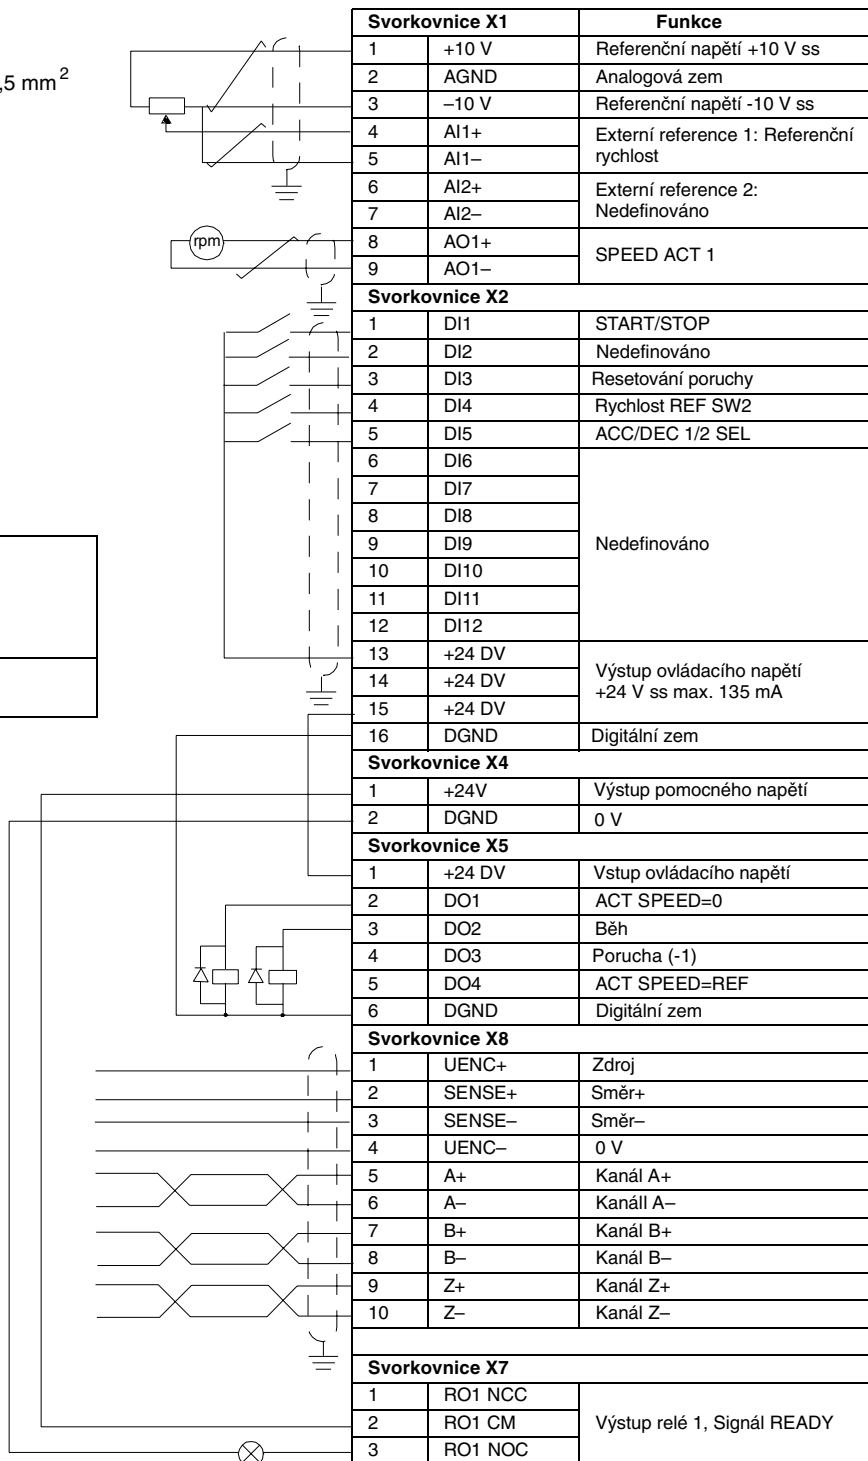 ,5 mm²
rpm
Svorkovnice X1 Funkce
1 +10 V Referenční napětí +10 V ss
2 AGND Analogová zem
3 –10 V Referenční napětí -10 V ss
4 AI1+ Externí reference 1: Referenční
5 AI1– rychlost
6 AI2+ Externí reference 2:
7 AI2– Nedefinováno
8 AO1+ SPEED ACT 1
9 AO1–
Svorkovnice X2
1 DI1 START/STOP
2 DI2 Nedefinováno
3 DI3 Resetování poruchy
4 DI4 Rychlost REF SW2
5 DI5 ACC/DEC 1/2 SEL
6 DI6
7 DI7
8 DI8
9 DI9 Nedefinováno
10 DI10
11 DI11
12 DI12
13 +24 DV Výstup ovládacího napětí
14 +24 DV +24 V ss max. 135 mA
15 +24 DV
16 DGND Digitální zem
Svorkovnice X4
1 +24V Výstup pomocného napětí
2 DGND 0 V
Svorkovnice X5
1 +24 DV Vstup ovládacího napětí
2 DO1 ACT SPEED=0
3 DO2 Běh
4 DO3 Porucha (-1)
5 DO4 ACT SPEED=REF
6 DGND Digitální zem
Svorkovnice X8
1 UENC+ Zdroj
2 SENSE+ Směr+
3 SENSE– Směr–
4 UENC– 0 V
5 A+ Kanál A+
6 A– Kanáll A–
7 B+ Kanál B+
8 B– Kanál B–
9 Z+ Kanál Z+
10 Z– Kanál Z–
Svorkovnice X7
1 RO1 NCC
2 RO1 CM Výstup relé 1, Signál READY
3 RO1 NOC